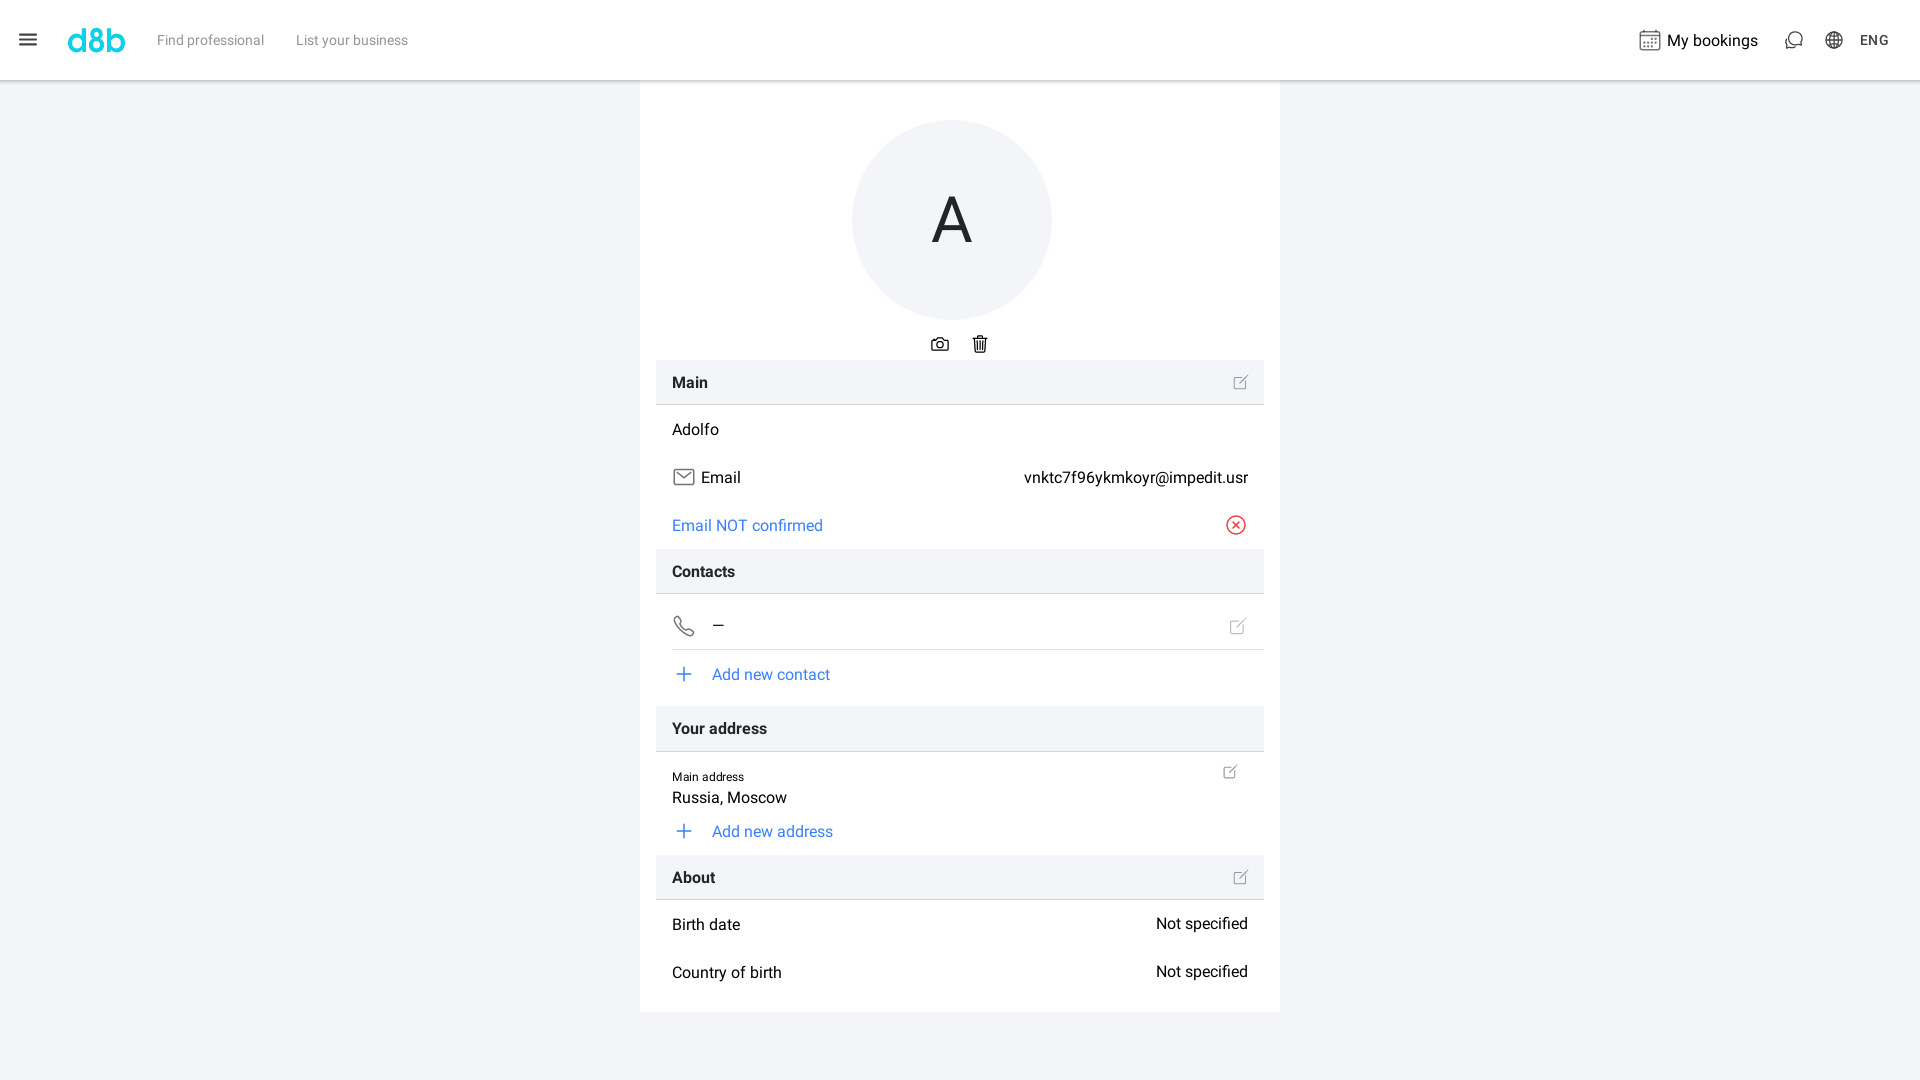 d8b
Find professional
List your business
My bookings
ENG
A
Main
Adolfo
Email
vnktc7f96ykmkoyr@impedit.usr
Email NOT confirmed
Contacts
—
Add new contact
Your address
Main address
Russia, Moscow
Add new address
About
Birth date
Not specified
Country of birth
Not specified